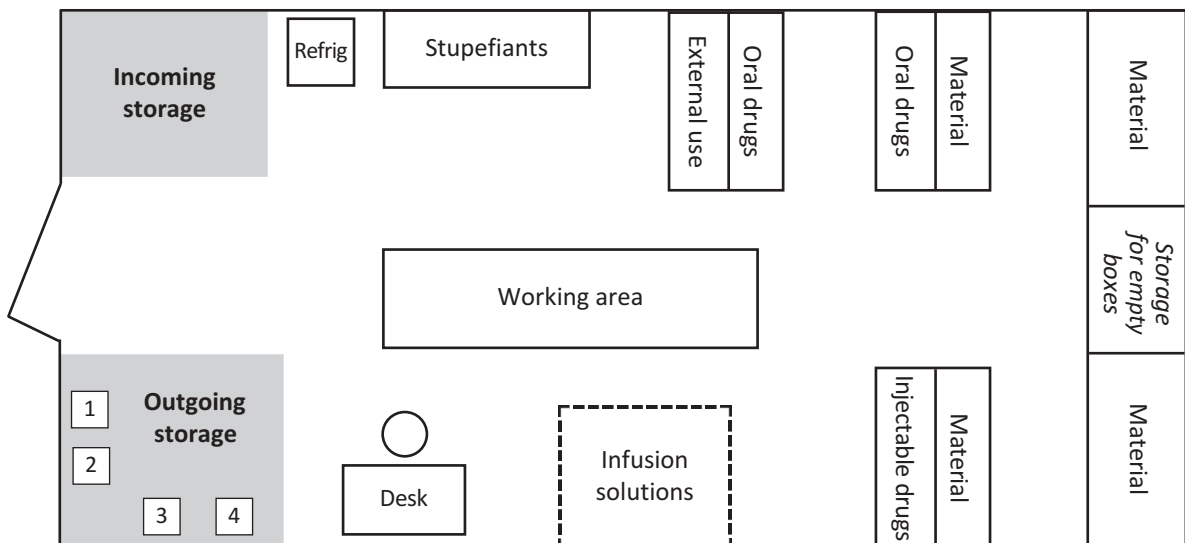 Incoming
storage
Refrig
Stupefiants
External use
Oral drugs
Oral drugs
Material
Material
Working area
Storage
for empty
boxes
1
2
3
4
Outgoing
storage
Desk
Infusion
solutions
Injectable drugs
Material
Material